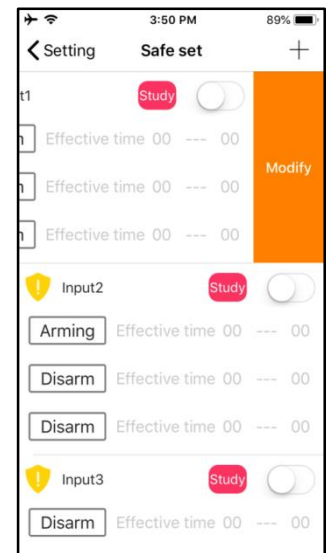 3:50 PM 89%
Setting Safe set
t1 Study
Effective time 00 --- 00
Modify
Effective time 00 --- 00
Effective time 00 --- 00
Input2 Study
Arming Effective time 00 --- 00
Disarm Effective time 00 --- 00
Disarm Effective time 00 --- 00
Input3 Study
Disarm Effective time 00 --- 00